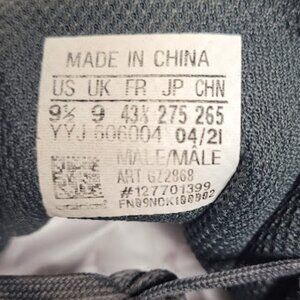 MADE IN CHINA
US UK FR JP CHN
9½ 9 43⅓ 275 265
YYJ 606004 04/21
MALE/MÂLE
ART GZ2868
#127701399